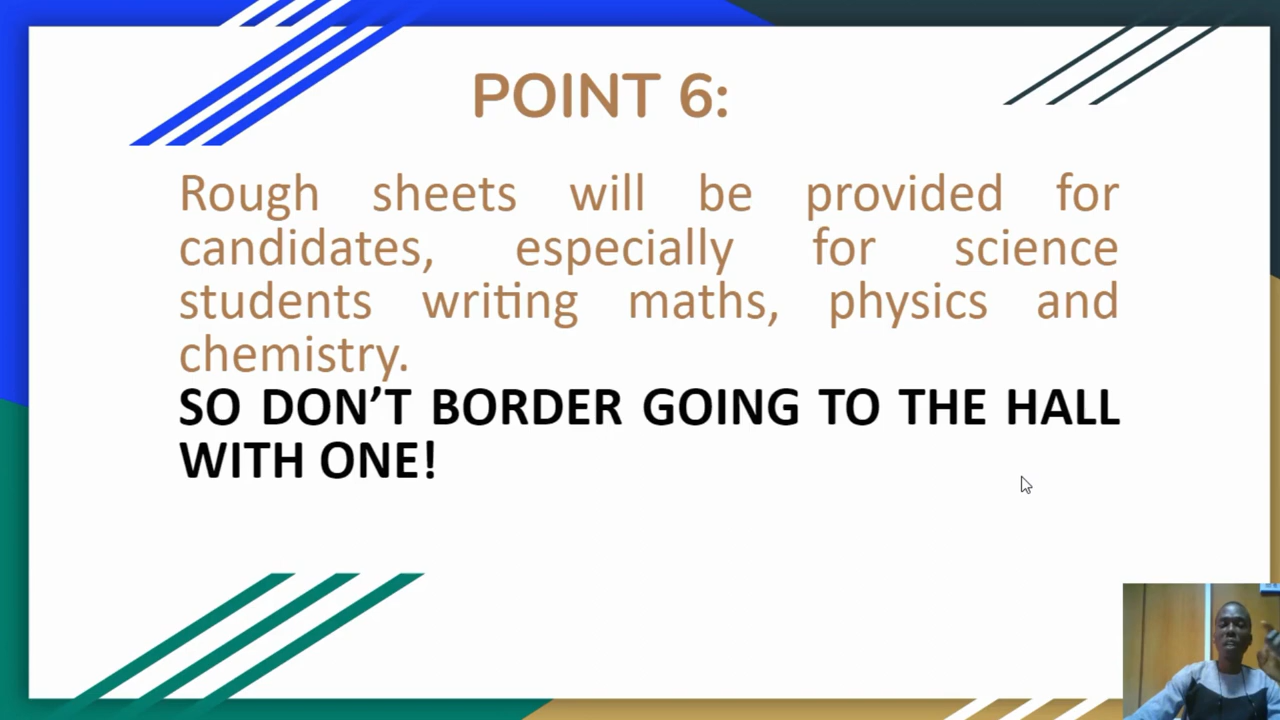 POINT 6:
Rough sheets will be provided for
candidates, especially for science
students writing maths, physics and
chemistry.
SO DON’T BORDER GOING TO THE HALL
WITH ONE!